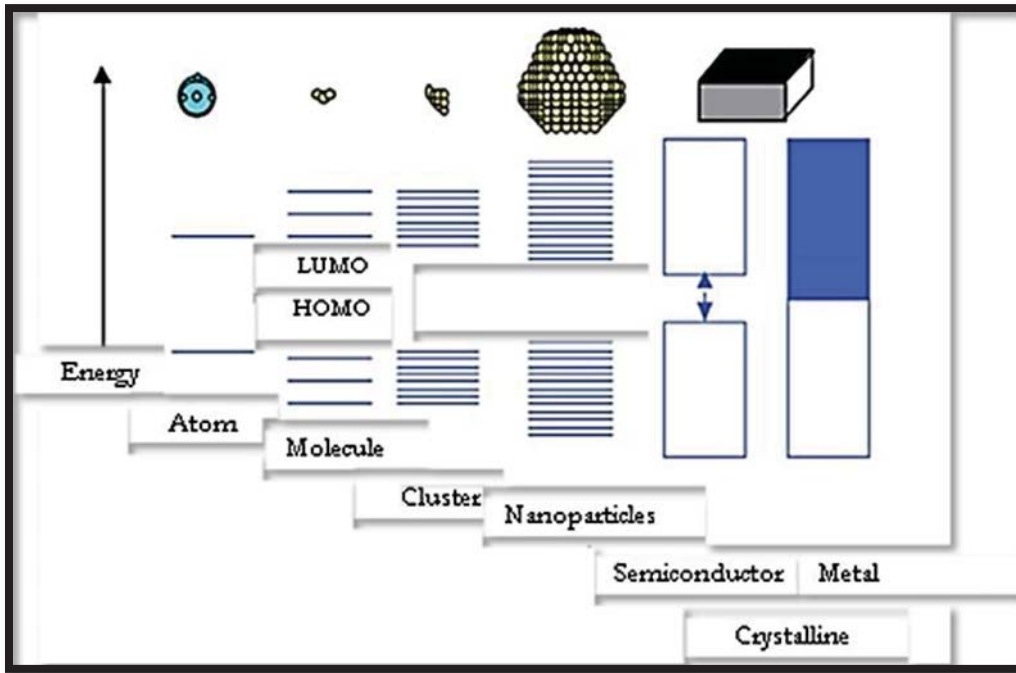 LUMO
HOMO
Energy
Atom
Molecule
Cluster
Nanoparticles
Semiconductor
Metal
Crystalline